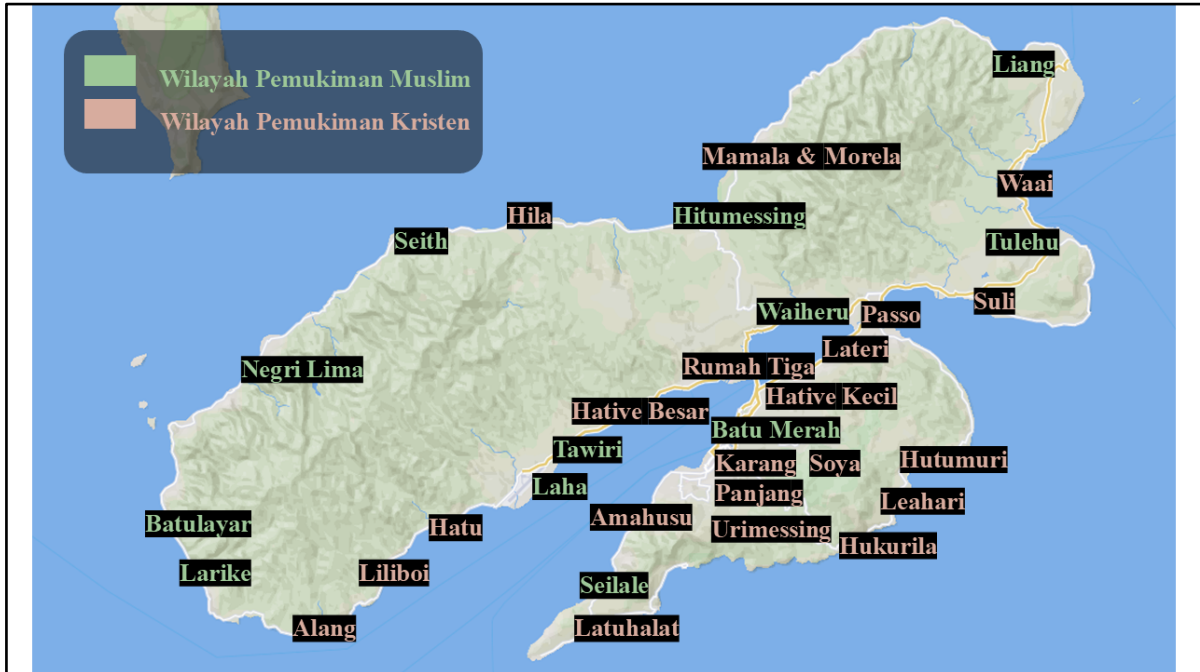 Wilayah Pemukiman Muslim
Wilayah Pemukiman Kristen
Liang
Mamala & Morela
Waai
Hila
Hitumessing
Seith
Tulehu
Suli
Waiheru
Passo
Lateri
Negri Lima
Rumah Tiga
Hative Kecil
Hative Besar
Batu Merah
Tawiri
Karang
Soya
Hutumuri
Laha
Panjang
Leahari
Batulayar
Hatu
Amahusu
Urimessing
Hukurila
Larike
Liliboi
Seilale
Alang
Latuhalat